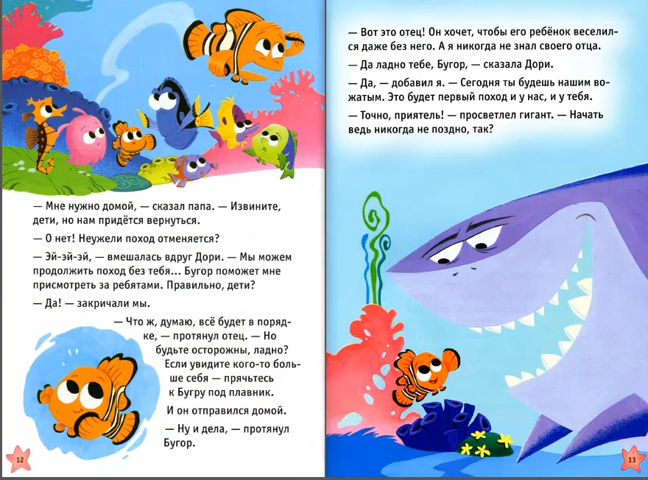 — Мне нужно домой, — сказал папа. — Извините,
дети, но нам придётся вернуться.
— О нет! Неужели поход отменяется?
— Эй-эй-эй, — вмешалась вдруг Дори. — Мы можем
продолжить поход без тебя... Бугор поможет мне
присмотреть за ребятами. Правильно, дети?
— Да! — закричали мы.
— Что ж, думаю, всё будет в поряд-
ке, — протянул отец. — Но
будьте осторожны, ладно?
Если увидите кого-то боль-
ше себя — прячьтесь
к Бугру под плавник.
И он отправился домой.
— Ну и дела, — протянул
Бугор.
12
— Вот это отец! Он хочет, чтобы его ребёнок веселил-
ся даже без него. А я никогда не знал своего отца.
— Да ладно тебе, Бугор, — сказала Дори.
— Да, — добавил я. — Сегодня ты будешь нашим во-
жатым. Это будет первый поход и у нас, и у тебя.
— Точно, приятель! — просветлел гигант. — Начать
ведь никогда не поздно, так?
13